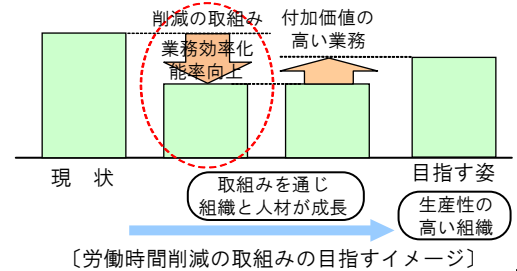 削減の取組み
業務効率化
能率向上
付加価値の
高い業務
現　状
目指す姿
取組みを通じ
組織と人材が成長
生産性の
高い組織
〔労働時間削減の取組みの目指すイメージ〕